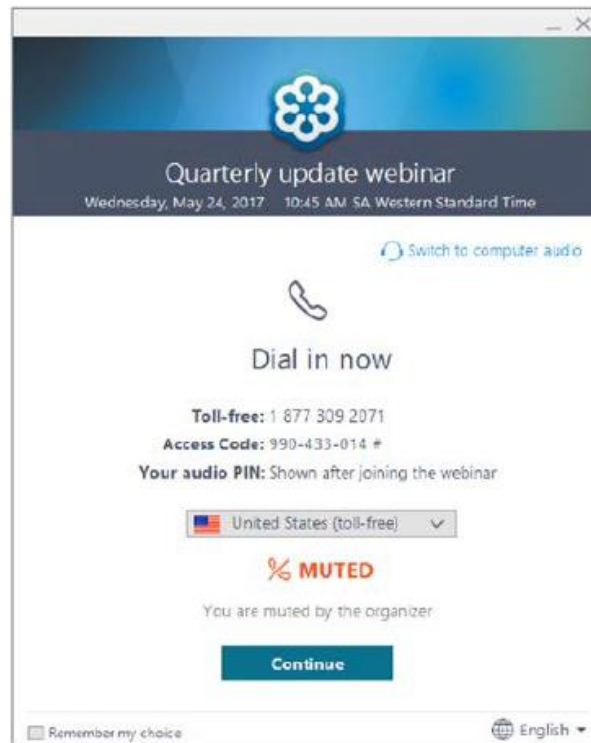 Quarterly update webinar
Wednesday, May 24, 2017 10:45 AM SA Western Standard Time
Switch to computer audio
Dial in now
Toll-free: 1 877 309 2071
Access Code: 990-433-014 #
Your audio PIN: Shown after joining the webinar
United States (toll-free)
MUTED
You are muted by the organizer
Continue
Remember my choice
English